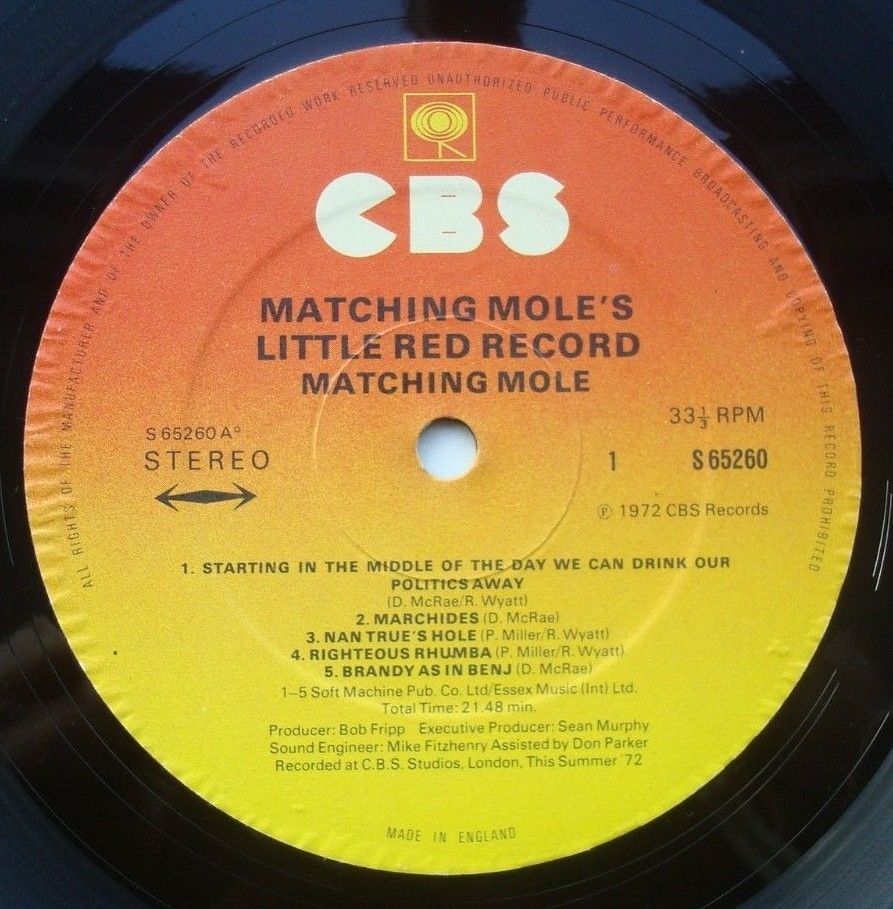 ALL RIGHTS OF THE MANUFACTURER AND OF THE OWNER OF THE RECORDED WORK RESERVED UNAUTHORIZED PUBLIC PERFORMANCE BROADCASTING AND COPYING OF THIS RECORD PROHIBITED
CBS
MATCHING MOLE'S
LITTLE RED RECORD
MATCHING MOLE
33⅓ RPM
S 65260 A°
STEREO
1 S 65260
℗ 1972 CBS Records
1. STARTING IN THE MIDDLE OF THE DAY WE CAN DRINK OUR
POLITICS AWAY
(D. McRae/R. Wyatt)
2. MARCHIDES (D. McRae)
3. NAN TRUE'S HOLE (P. Miller/R. Wyatt)
4. RIGHTEOUS RHUMBA (P. Miller/R. Wyatt)
5. BRANDY AS IN BENJ (D. McRae)
1–5 Soft Machine Pub. Co. Ltd/Essex Music (Int) Ltd.
Total Time: 21.48 min.
Producer: Bob Fripp Executive Producer: Sean Murphy
Sound Engineer: Mike Fitzhenry Assisted by Don Parker
Recorded at C.B.S. Studios, London, This Summer '72
MADE IN ENGLAND